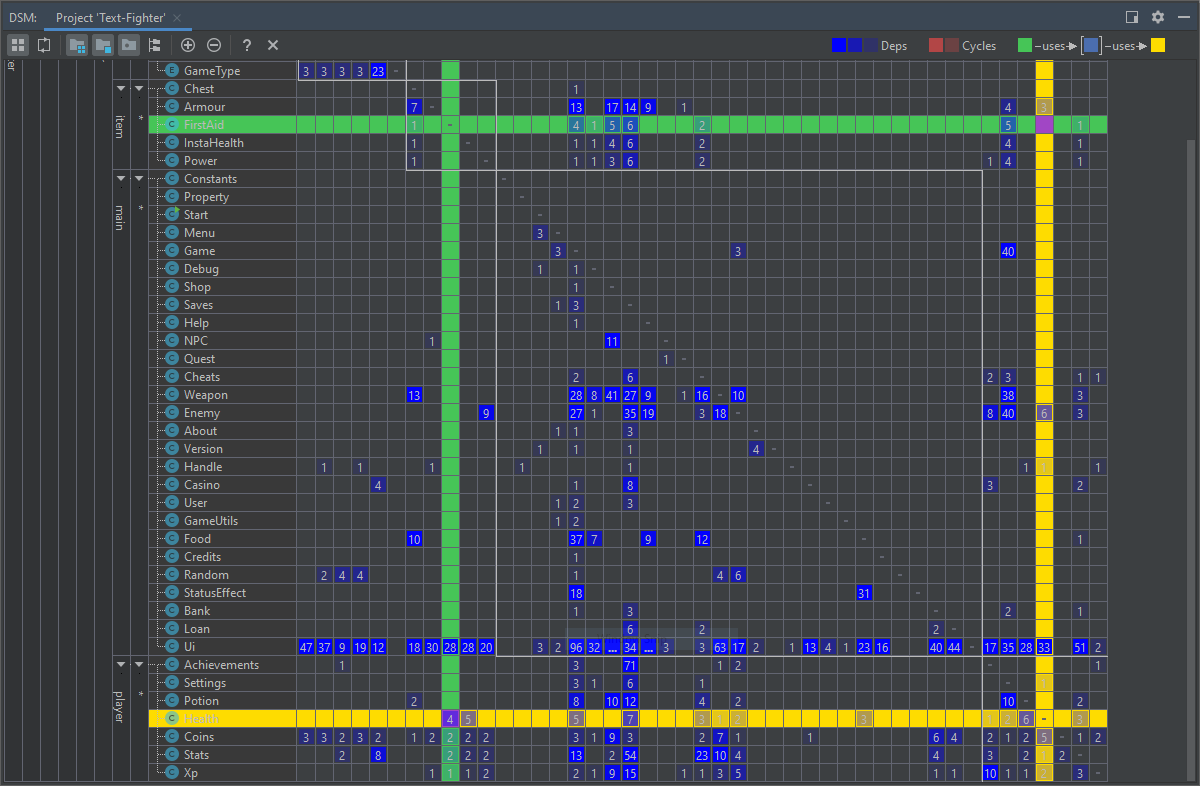 DSM: Project 'Text-Fighter' ×
? × Deps Cycles –uses→ [ ] –uses→
er
E GameType 3 3 3 3 23 -
C Chest - 1
item
C Armour 7 - 13 17 14 9 1 4 3
* C FirstAid 1 - 4 1 5 6 2 5 1
C InstaHealth 1 - 1 1 4 6 2 4 1
C Power 1 - 1 1 3 6 2 1 4 1
C Constants -
main
C Property -
* C Start -
C Menu 3 -
C Game 3 - 3 40
C Debug 1 1 -
C Shop 1 -
C Saves 1 3
C Help 1 -
C NPC 1 11 -
C Quest 1 -
C Cheats 2 6 2 3 1 1
C Weapon 13 28 8 41 27 9 1 16 - 10 38 3
C Enemy 9 27 1 35 19 3 18 - 8 40 6 3
C About 1 1 3 -
C Version 1 1 1 4 -
C Handle 1 1 1 1 1 - 1 1 1
C Casino 4 1 8 - 3 2
C User 1 2 3 -
C GameUtils 1 2 -
C Food 10 37 7 9 12 - 1
C Credits 1 -
C Random 2 4 4 1 4 6 -
C StatusEffect 18 31 -
C Bank 1 3 - 2 1
C Loan 6 2 2 -
C Ui 47 37 9 19 12 18 30 28 28 20 3 2 96 32 ... 34 ... 3 3 63 17 2 1 13 4 1 23 16 40 44 - 17 35 28 33 51 2
C Achievements 1 3 71 1 2 - 1
player
C Settings 3 1 6 1 1
* C Potion 2 8 10 12 4 2 10 - 2
C Health 4 5 5 7 3 1 2 3 1 2 6 - 3
C Coins 3 3 2 3 2 1 2 2 2 2 3 1 9 3 2 7 1 1 6 4 2 1 2 5 - 1 2
C Stats 2 8 2 2 2 13 2 54 23 10 4 4 3 2 1 2 -
C Xp 1 1 1 2 2 1 9 15 1 1 3 5 1 1 10 1 1 2 3 -